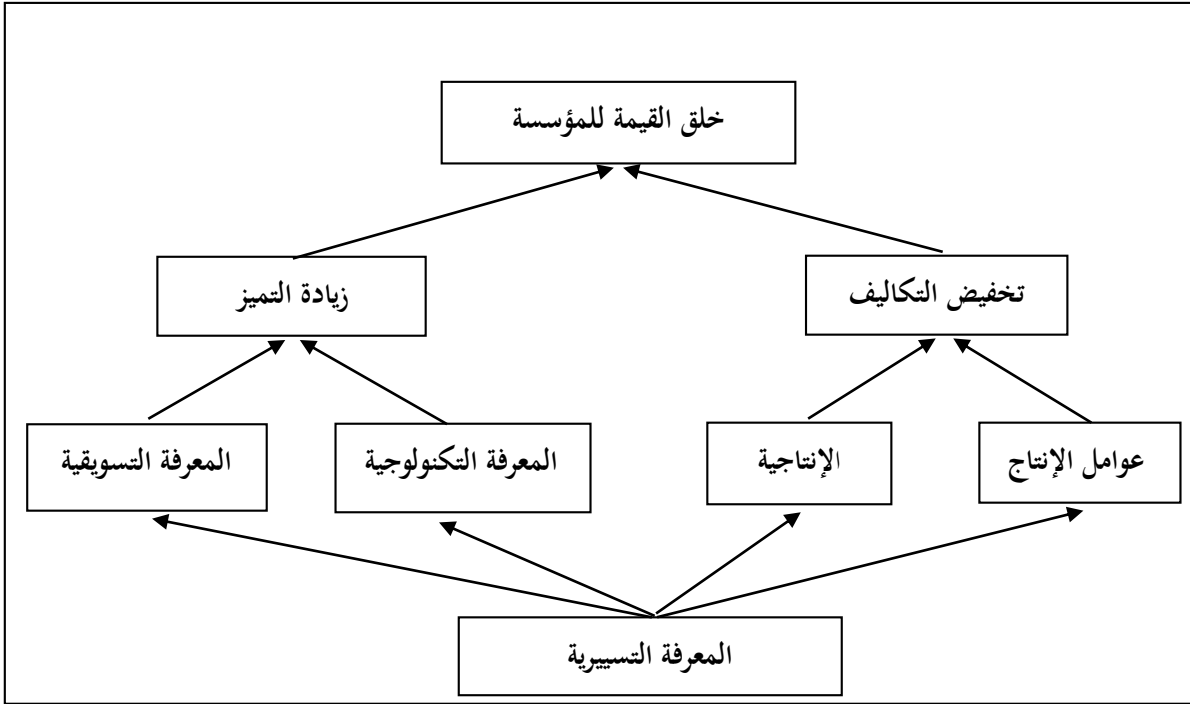 خلق القيمة للمؤسسة
تخفيض التكاليف
زيادة التميز
عوامل الإنتاج
الإنتاجية
المعرفة التكنولوجية
المعرفة التسويقية
المعرفة التسييرية